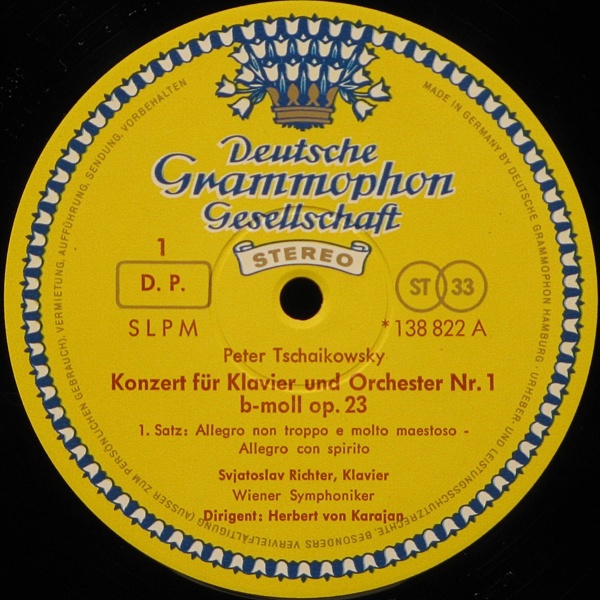 Deutsche
Grammophon
Gesellschaft
STEREO
1
D. P.
ST 33
SLPM
*138 822 A
Peter Tschaikowsky
Konzert für Klavier und Orchester Nr. 1
b-moll op. 23
1. Satz: Allegro non troppo e molto maestoso -
Allegro con spirito
Svjatoslav Richter, Klavier
Wiener Symphoniker
Dirigent: Herbert von Karajan
MADE IN GERMANY BY DEUTSCHE GRAMMOPHON HAMBURG · URHEBER- UND LEISTUNGSSCHUTZRECHTE, BESONDERS VERVIELFÄLTIGUNG (AUSSER ZUM PERSÖNLICHEN GEBRAUCH), VERMIETUNG, AUFFÜHRUNG, SENDUNG, VORBEHALTEN